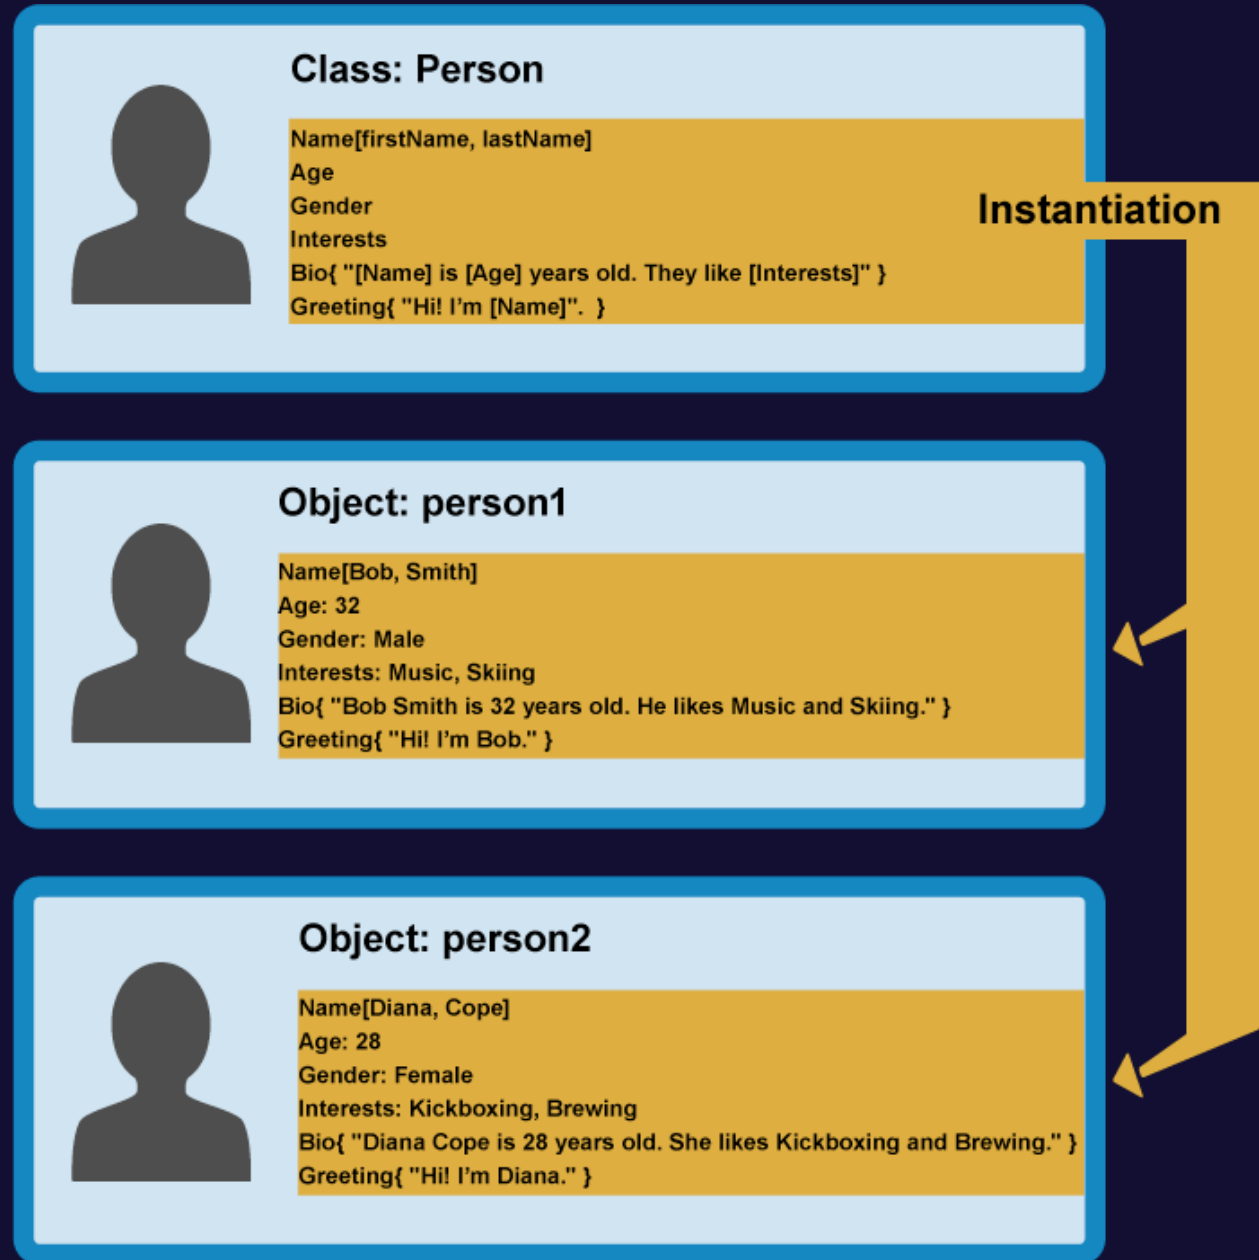 Class: Person
Name[firstName, lastName]
Age
Gender
Interests
Bio{ "[Name] is [Age] years old. They like [Interests]" }
Greeting{ "Hi! I’m [Name]".  }
Instantiation
Object: person1
Name[Bob, Smith]
Age: 32
Gender: Male
Interests: Music, Skiing
Bio{ "Bob Smith is 32 years old. He likes Music and Skiing." }
Greeting{ "Hi! I’m Bob." }
Object: person2
Name[Diana, Cope]
Age: 28
Gender: Female
Interests: Kickboxing, Brewing
Bio{ "Diana Cope is 28 years old. She likes Kickboxing and Brewing." }
Greeting{ "Hi! I’m Diana." }